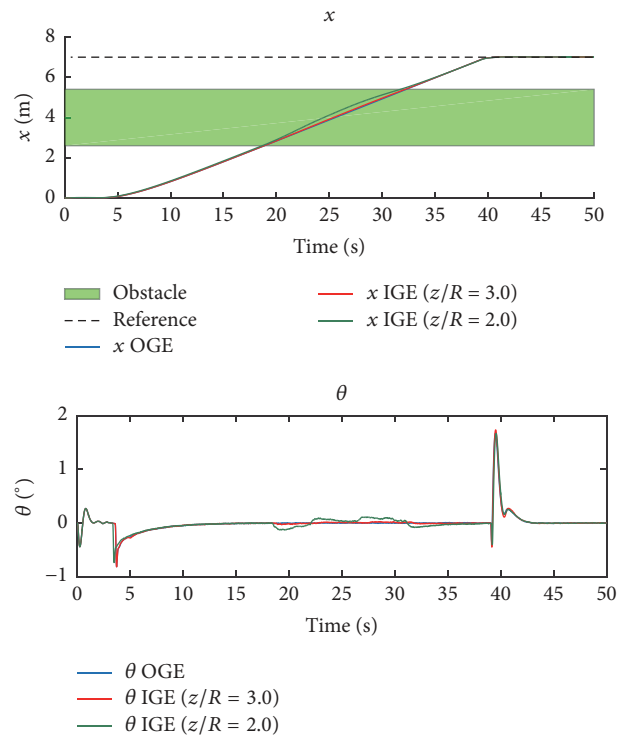 x
8
6
4
2
0
x (m)
0 5 10 15 20 25 30 35 40 45 50
Time (s)
Obstacle
Reference
x OGE
x IGE (z/R = 3.0)
x IGE (z/R = 2.0)
θ
2
1
0
−1
θ (°)
0 5 10 15 20 25 30 35 40 45 50
Time (s)
θ OGE
θ IGE (z/R = 3.0)
θ IGE (z/R = 2.0)